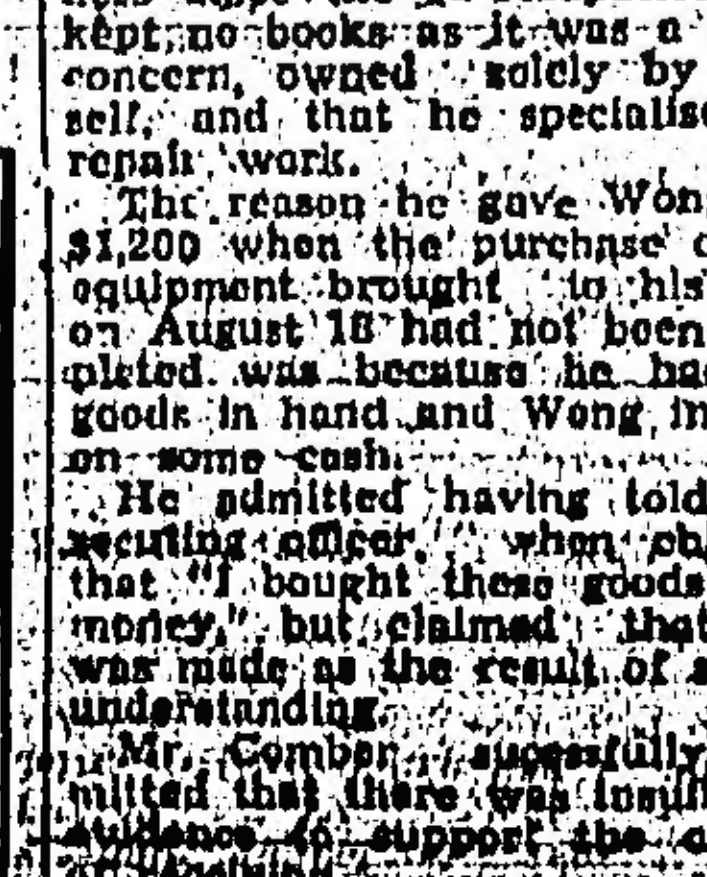 kept no books as it was a
concern, owned solely by
self, and that he specialise
repair work.
The reason he gave Wong
$1,200 when the purchase
equipment brought to his
on August 18 had not been
pleted was because he had
goods in hand and Wong in
on some cash.
He admitted having told
secuting officer, when
that "I bought these goods
money," but claimed that
was made as the result of a
understanding
Mr. Comber sucessfully
mitted that there was insuff
evidence to support the